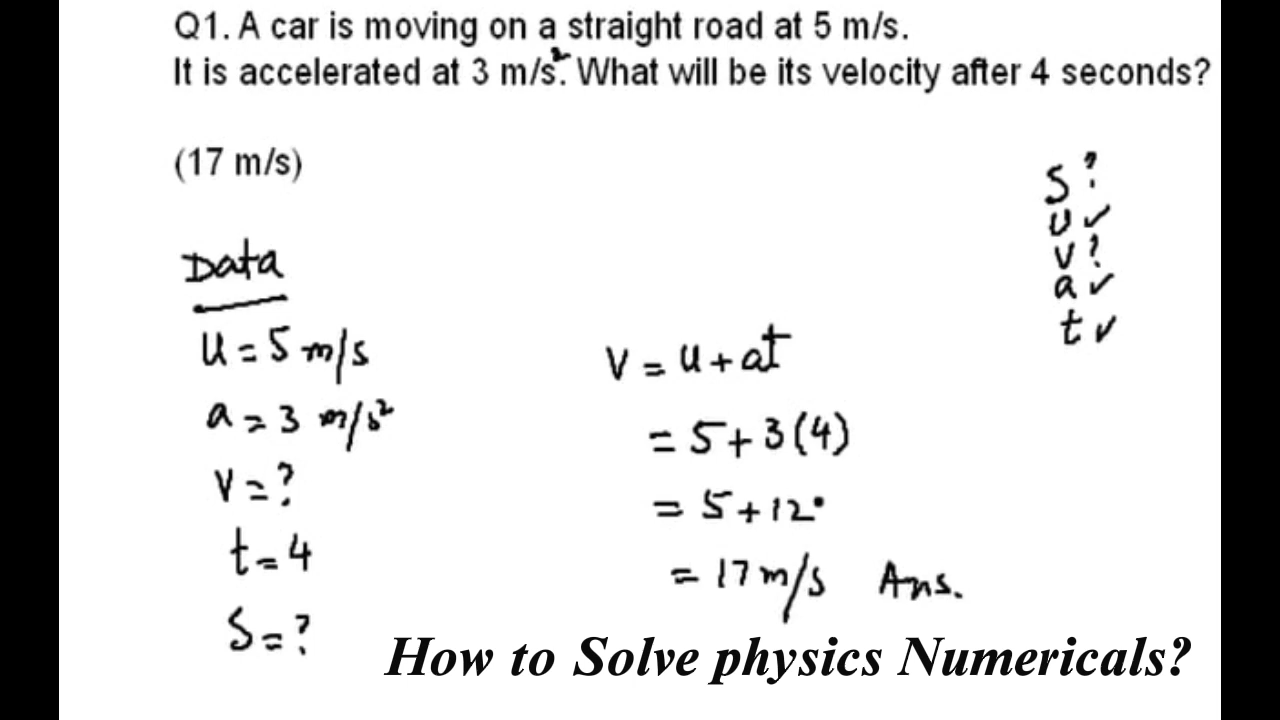 Q1. A car is moving on a straight road at 5 m/s.
It is accelerated at 3 m/s². What will be its velocity after 4 seconds?
(17 m/s)
S ?
u ✓
v ?
a ✓
t ✓
Data
u = 5 m/s
a = 3 m/s²
v = ?
t = 4
S = ?
v = u + at
= 5 + 3(4)
= 5 + 12
= 17 m/s Ans.
How to Solve physics Numericals?